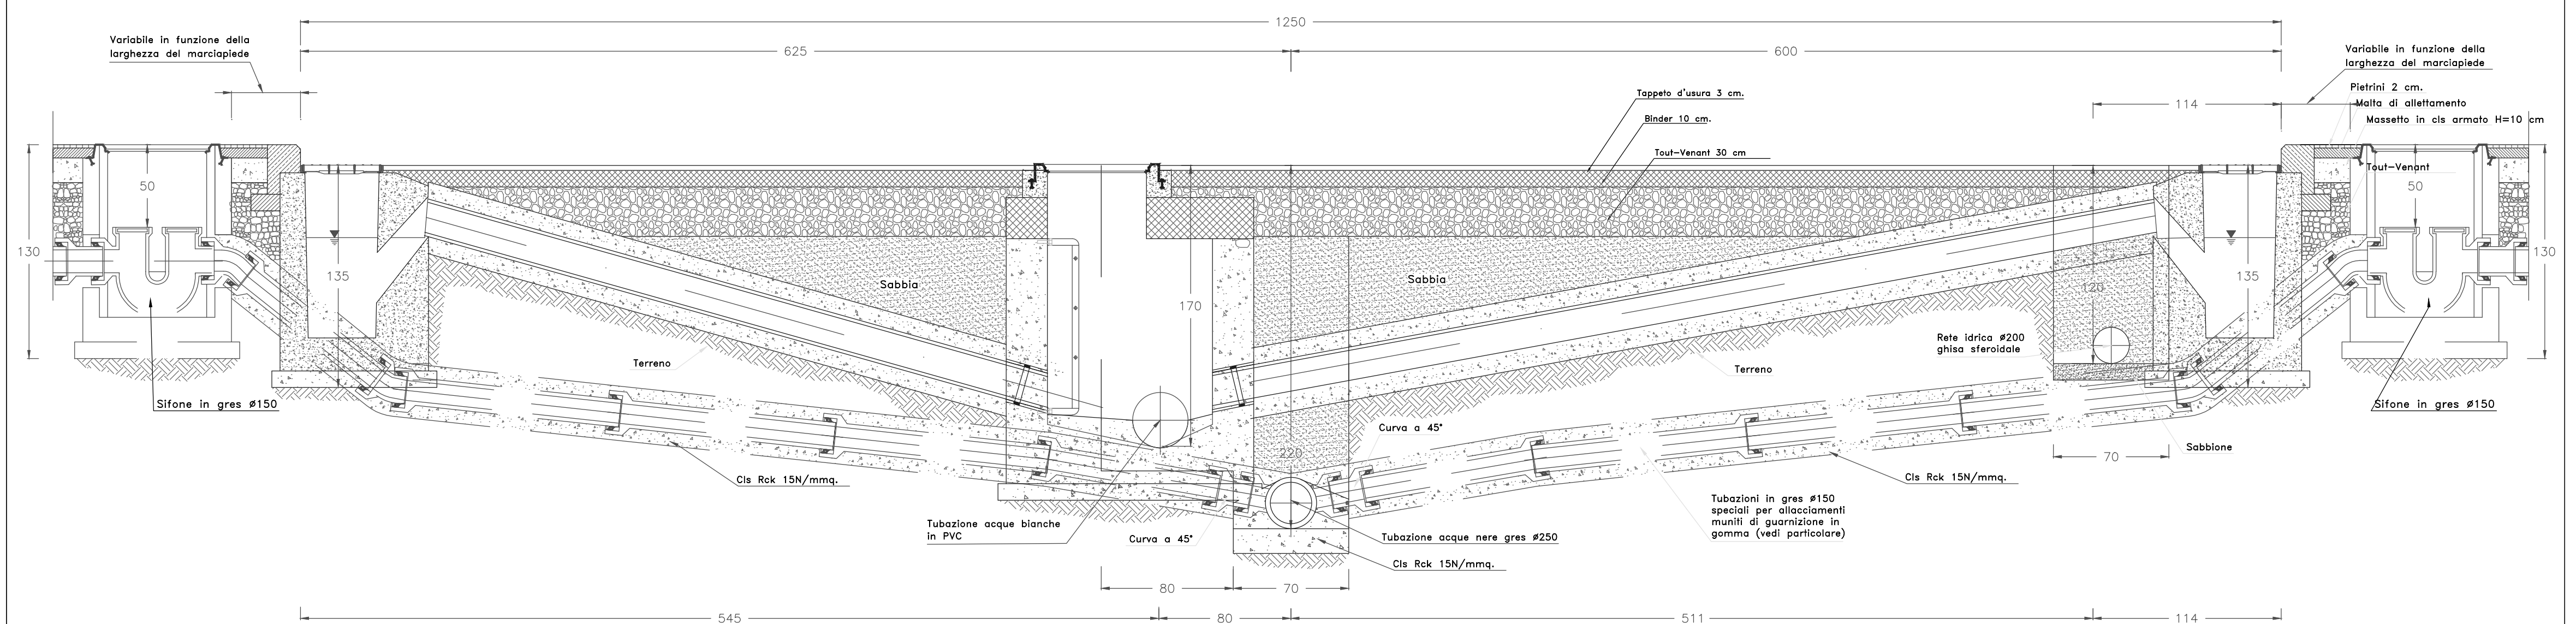 1250
625
600
Variabile in funzione della
larghezza del marciapiede
Variabile in funzione della
larghezza del marciapiede
Pietrini 2 cm.
Malta di allettamento
Massetto in cls armato H=10 cm
114
Tappeto d'usura 3 cm.
Binder 10 cm.
Tout-Venant 30 cm
Tout-Venant
50
50
130
130
135
135
Sabbia
Sabbia
170
120
Rete idrica Ø200
ghisa sferoidale
Terreno
Terreno
Sifone in gres Ø150
Sifone in gres Ø150
Curva a 45°
220
Sabbione
70
Cls Rck 15N/mmq.
Cls Rck 15N/mmq.
Tubazioni in gres Ø150
speciali per allacciamenti
muniti di guarnizione in
gomma (vedi particolare)
Tubazione acque bianche
in PVC
Curva a 45°
Tubazione acque nere gres Ø250
Cls Rck 15N/mmq.
80
70
545
80
511
114